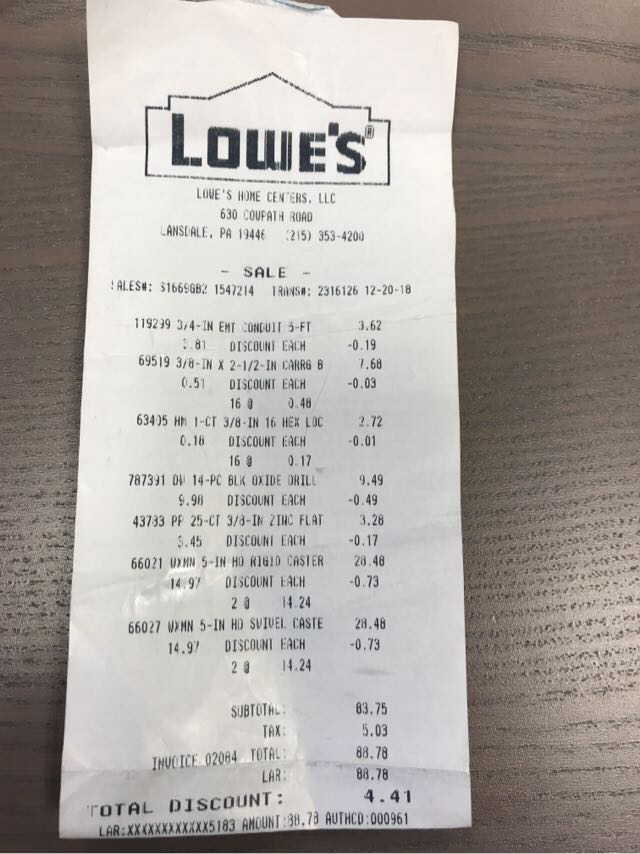 LOWE'S®
LOWE'S HOME CENTERS, LLC
630 COWPATH ROAD
LANSDALE, PA 19446 (215) 353-4200
- SALE -
SALES#: S1669GB2 1547214 TRANS#: 2316126 12-20-18
119299 3/4-IN EMT CONDUIT 5-FT 3.62
3.81 DISCOUNT EACH -0.19
69519 3/8-IN X 2-1/2-IN CARRG B 7.68
0.51 DISCOUNT EACH -0.03
16 @ 0.48
63405 HM 1-CT 3/8-IN 16 HEX LOC 2.72
0.18 DISCOUNT EACH -0.01
16 @ 0.17
787391 DW 14-PC BLK OXIDE DRILL 9.49
9.98 DISCOUNT EACH -0.49
43783 PP 25-CT 3/8-IN ZINC FLAT 3.28
3.45 DISCOUNT EACH -0.17
66021 WXMN 5-IN HD RIGID CASTER 28.48
14.97 DISCOUNT EACH -0.73
2 @ 14.24
66027 WXMN 5-IN HD SWIVEL CASTE 28.48
14.97 DISCOUNT EACH -0.73
2 @ 14.24
SUBTOTAL: 83.75
TAX: 5.03
INVOICE 02084 TOTAL: 88.78
LAR: 88.78
TOTAL DISCOUNT: 4.41
LAR:XXXXXXXXXXXX5183 AMOUNT:88.78 AUTHCD:000961